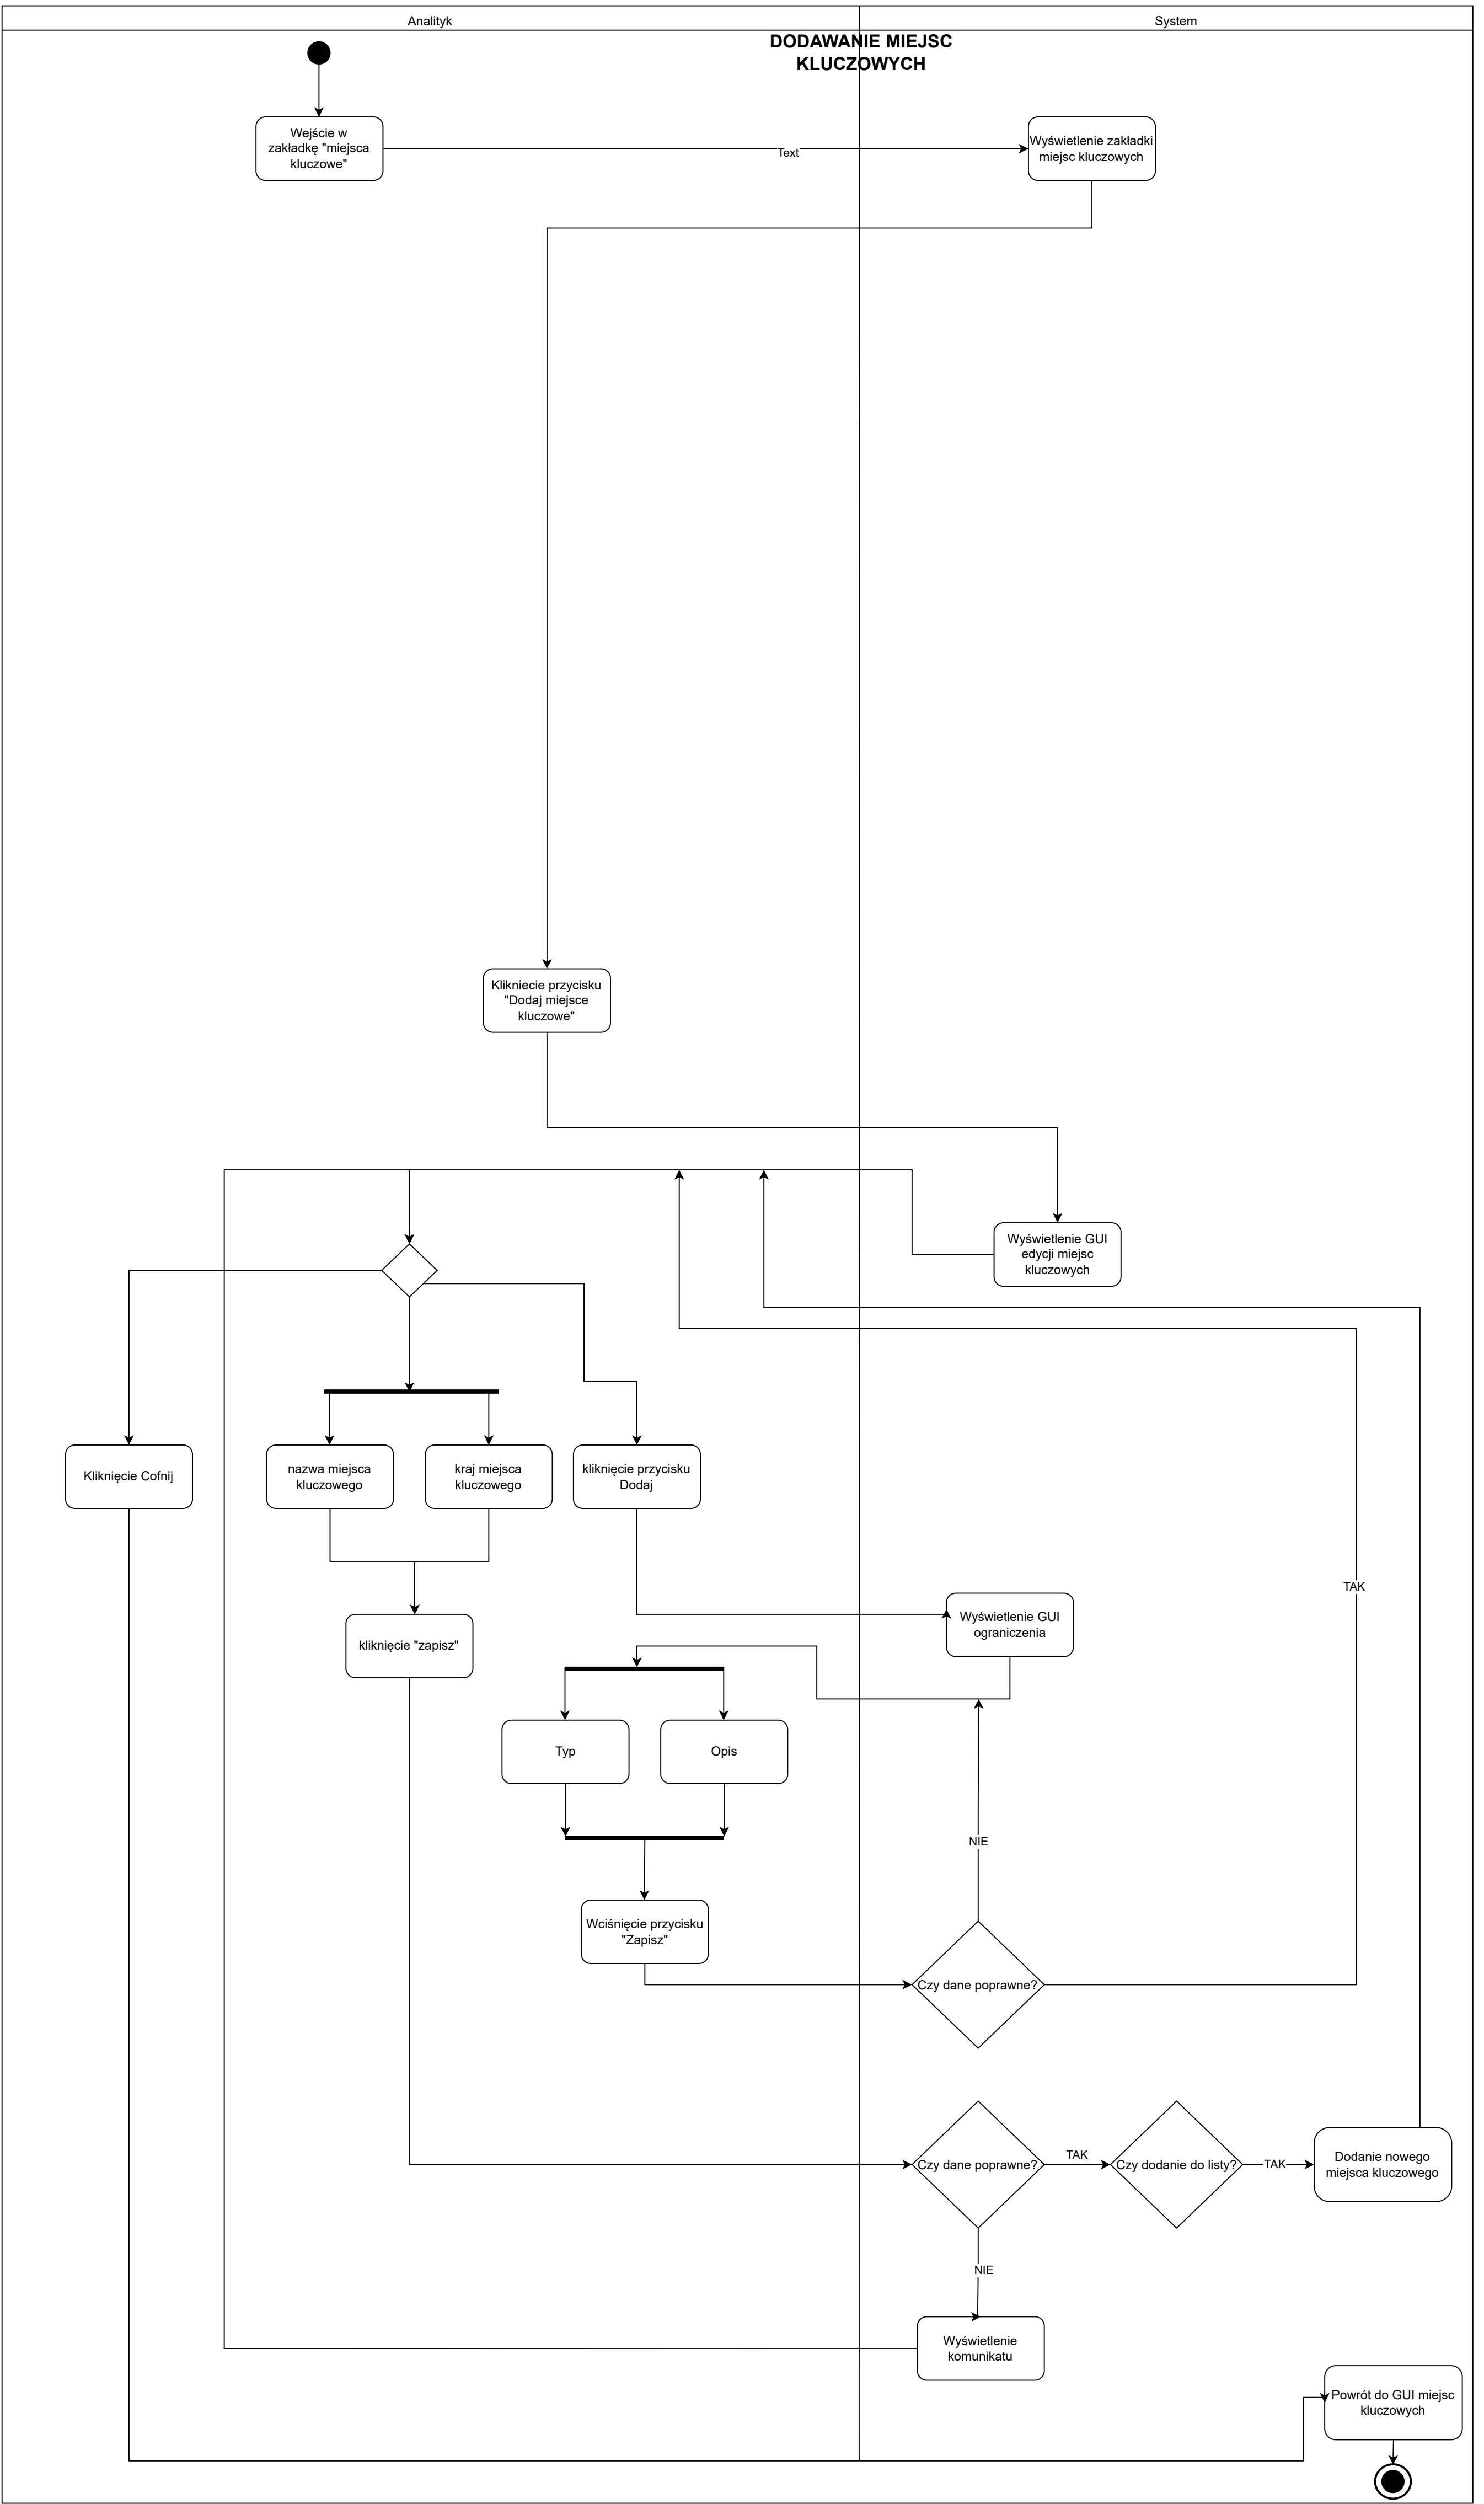 Analityk
System
DODAWANIE MIEJSC
KLUCZOWYCH
Wejście w
zakładkę "miejsca
kluczowe"
Text
Wyświetlenie zakładki
miejsc kluczowych
Klikniecie przycisku
"Dodaj miejsce
kluczowe"
Wyświetlenie GUI
edycji miejsc
kluczowych
Kliknięcie Cofnij
nazwa miejsca
kluczowego
kraj miejsca
kluczowego
kliknięcie przycisku
Dodaj
TAK
Wyświetlenie GUI
ograniczenia
kliknięcie "zapisz"
Typ
Opis
NIE
Wciśnięcie przycisku
"Zapisz"
Czy dane poprawne?
Czy dane poprawne?
TAK
Czy dodanie do listy?
TAK
Dodanie nowego
miejsca kluczowego
NIE
Wyświetlenie
komunikatu
Powrót do GUI miejsc
kluczowych